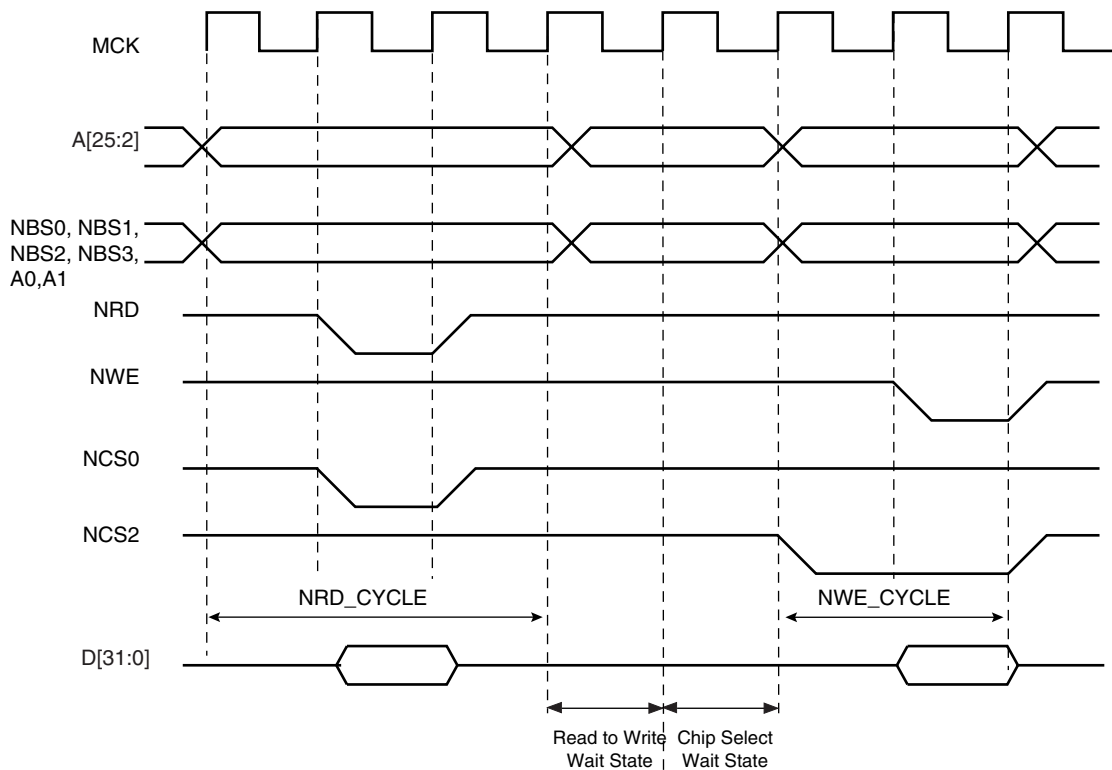 MCK
A[25:2]
NBS0, NBS1,
NBS2, NBS3,
A0,A1
NRD
NWE
NCS0
NCS2
NRD_CYCLE
NWE_CYCLE
D[31:0]
Read to Write
Wait State
Chip Select
Wait State